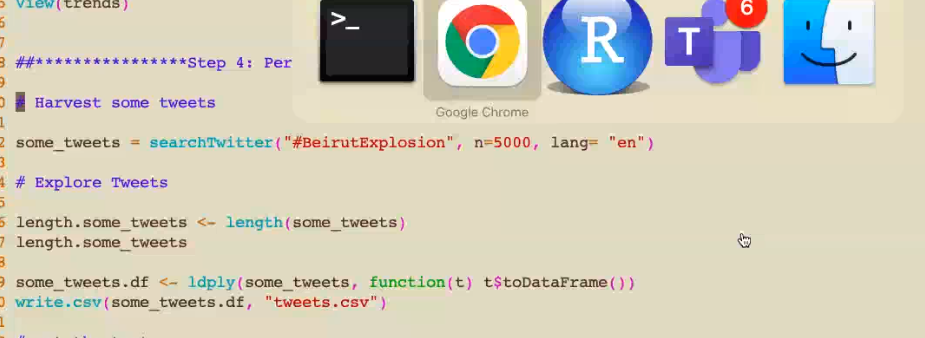 view(trends)
##****************Step 4: Per
# Harvest some tweets
some_tweets = searchTwitter("#BeirutExplosion", n=5000, lang= "en")
# Explore Tweets
length.some_tweets <- length(some_tweets)
length.some_tweets
some_tweets.df <- ldply(some_tweets, function(t) t$toDataFrame())
write.csv(some_tweets.df, "tweets.csv")
>_
R
T
6
Google Chrome